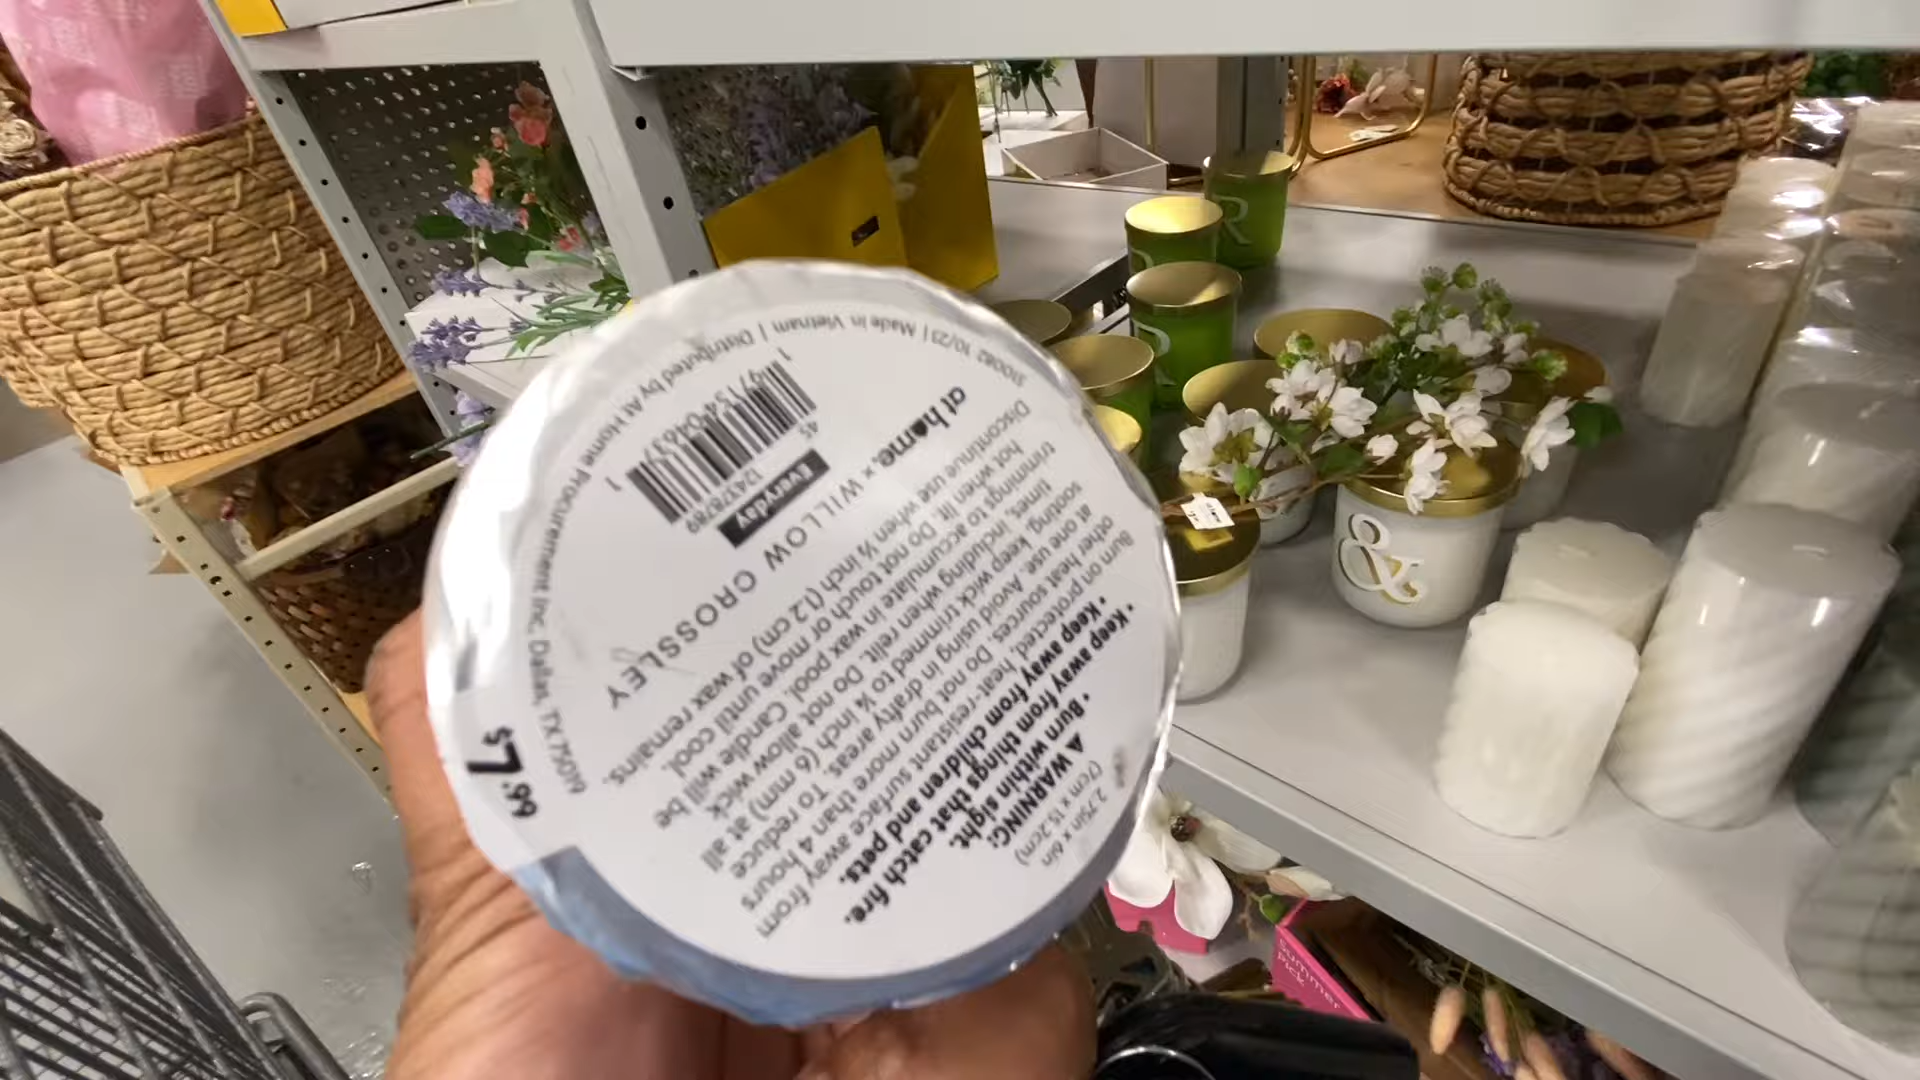 2.75in x 6in
(7cm x 15.2cm)
⚠ WARNING:
• Burn within sight.
• Keep away from things that catch fire.
• Keep away from children and pets.
Burn on protected, heat-resistant surface away from
other heat sources. Do not burn more than 4 hours
at one use. Avoid using in drafty areas. To reduce
sooting, keep wick trimmed to ¼ inch (6 mm) at all
times, including when relit. Do not allow wick
trimmings to accumulate in wax pool. Candle will be
hot when lit. Do not touch or move until cool.
Discontinue use when ½ inch (1.2 cm) of wax remains.
at home. x WILLOW CROSSLEY
Everyday
124378789
45
Distributed by At Home Procurement Inc, Dallas, TX 75019
| Made in Vietnam |
10/23
$7.99
R
&
summer
pick